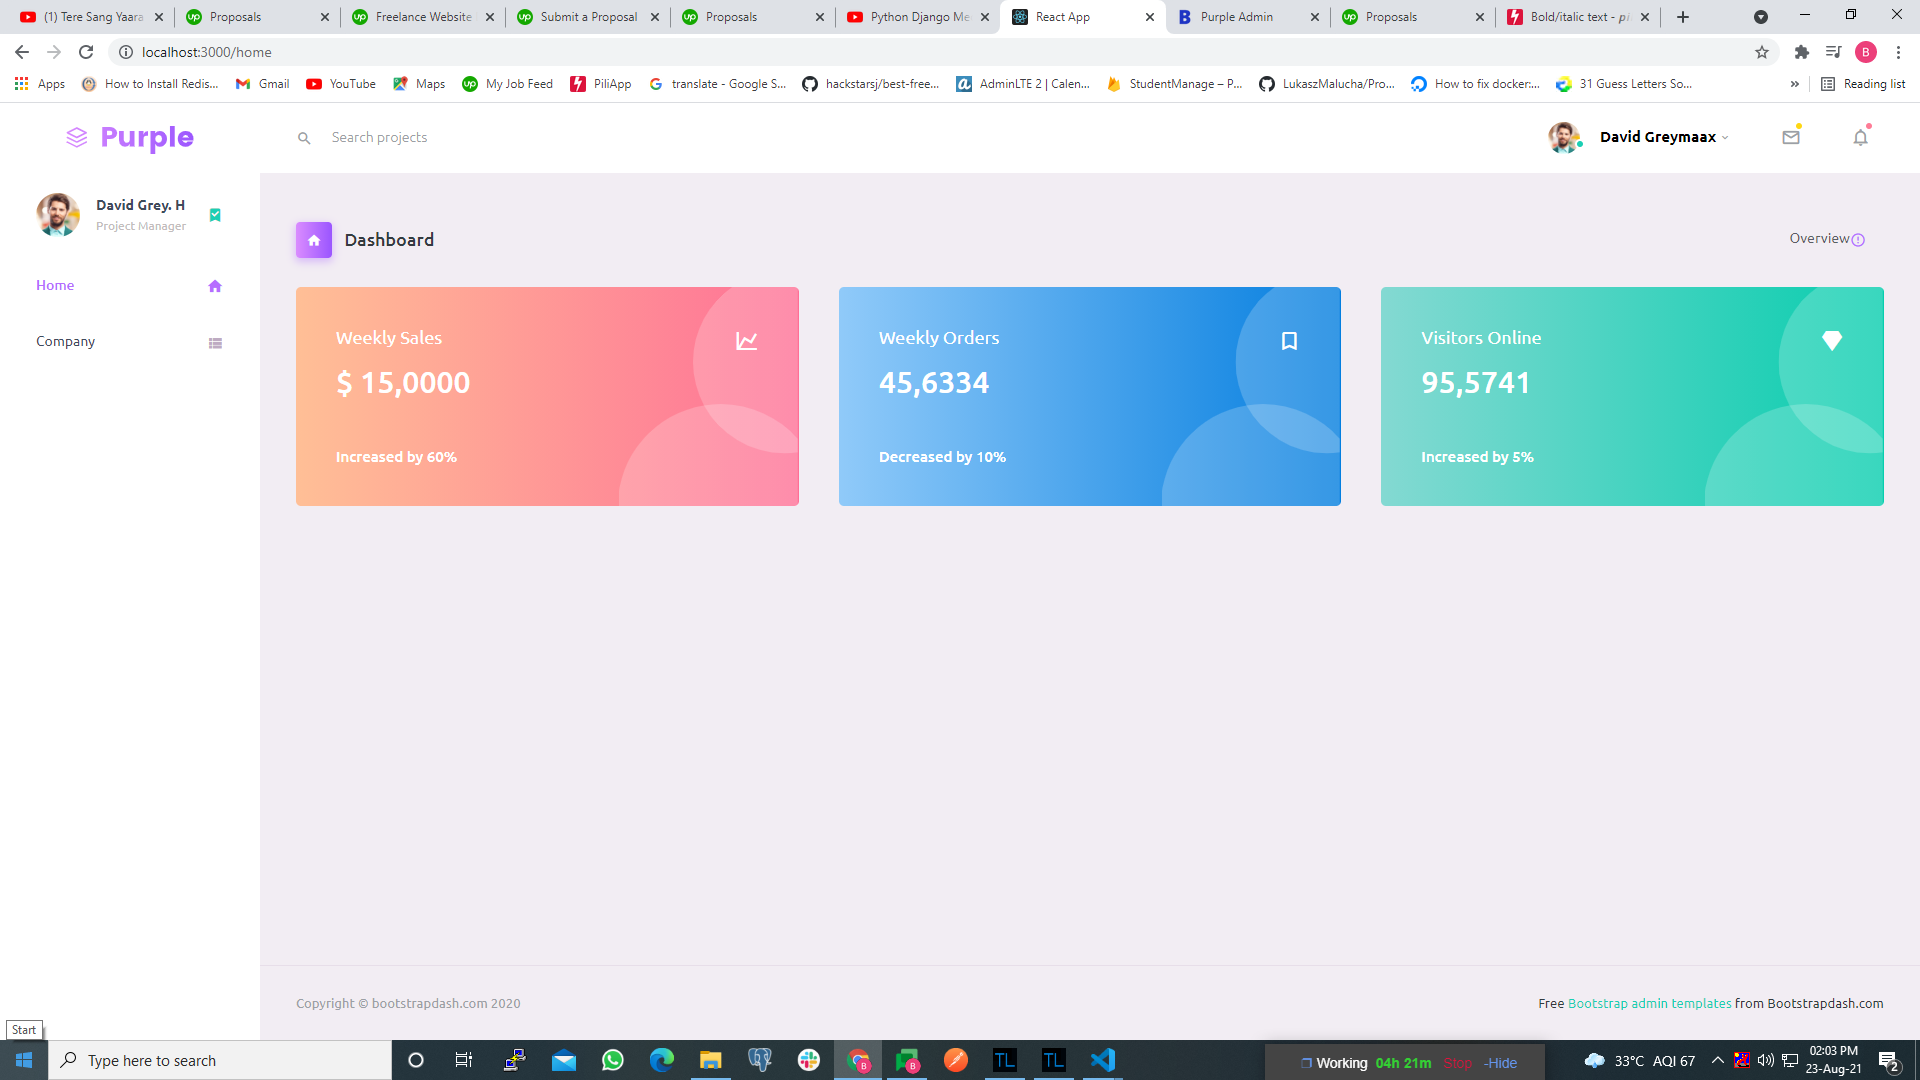 (1) Tere Sang Yaara
Proposals
Freelance Website
Submit a Proposal
Proposals
Python Django Me
React App
Purple Admin
Proposals
Bold/italic text -
localhost:3000/home
B
Apps
How to Install Redis...
Gmail
YouTube
Maps
My Job Feed
PiliApp
translate - Google S...
hackstarsj/best-free...
AdminLTE 2 | Calen...
StudentManage – P...
LukaszMalucha/Pro...
How to fix docker:...
31 Guess Letters So...
»
Reading list
Purple
Search projects
David Greymaax
David Grey. H
Project Manager
Home
Company
Dashboard
Overview
Weekly Sales
$ 15,0000
Increased by 60%
Weekly Orders
45,6334
Decreased by 10%
Visitors Online
95,5741
Increased by 5%
Copyright © bootstrapdash.com 2020
Free Bootstrap admin templates from Bootstrapdash.com
Start
Type here to search
TL
TL
Working 04h 21m Stop -Hide
33°C AQI 67
02:03 PM
23-Aug-21
2